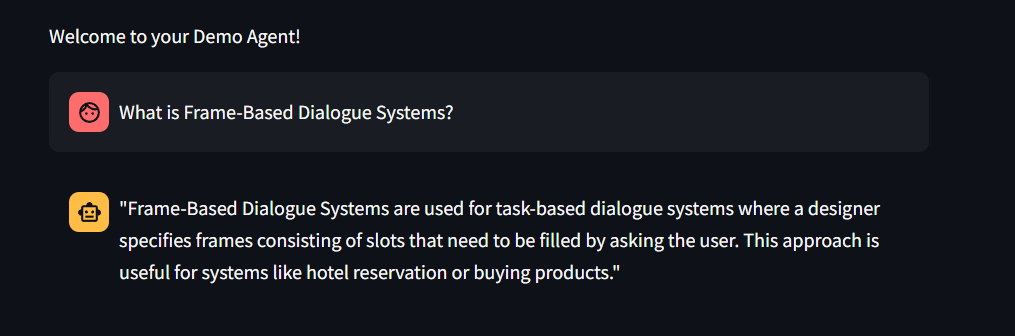 Welcome to your Demo Agent!
What is Frame-Based Dialogue Systems?
"Frame-Based Dialogue Systems are used for task-based dialogue systems where a designer
specifies frames consisting of slots that need to be filled by asking the user. This approach is
useful for systems like hotel reservation or buying products."